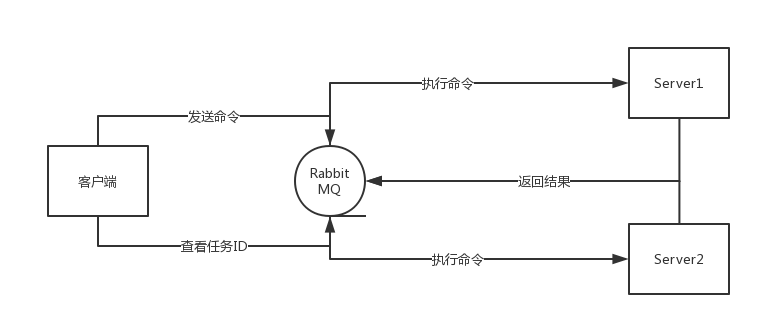 执行命令
Server1
发送命令
客户端
Rabbit
MQ
返回结果
查看任务ID
执行命令
Server2